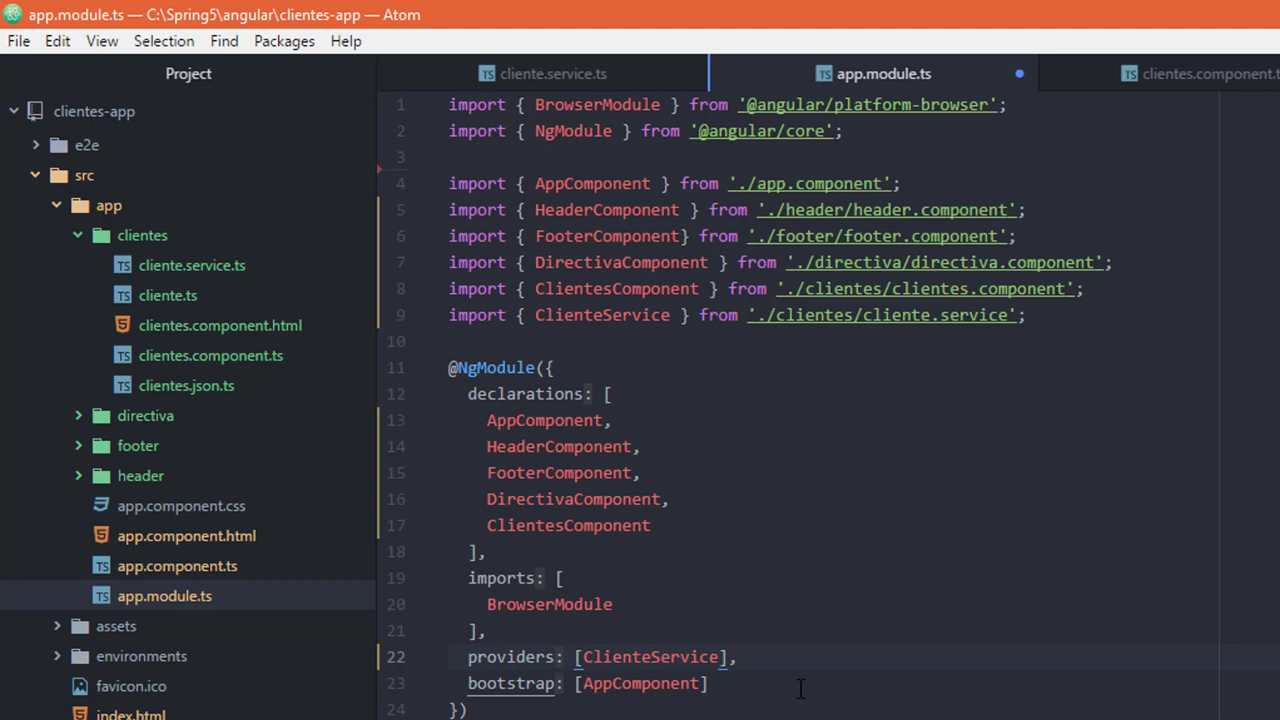 app.module.ts — C:\Spring5\angular\clientes-app — Atom
File Edit View Selection Find Packages Help
Project
cliente.service.ts
app.module.ts
clientes.component.t
clientes-app
e2e
src
app
clientes
TS cliente.service.ts
TS cliente.ts
clientes.component.html
TS clientes.component.ts
TS clientes.json.ts
directiva
footer
header
app.component.css
app.component.html
TS app.component.ts
TS app.module.ts
assets
environments
favicon.ico
index.html
1 import { BrowserModule } from '@angular/platform-browser';
2 import { NgModule } from '@angular/core';
3
4 import { AppComponent } from './app.component';
5 import { HeaderComponent } from './header/header.component';
6 import { FooterComponent} from './footer/footer.component';
7 import { DirectivaComponent } from './directiva/directiva.component';
8 import { ClientesComponent } from './clientes/clientes.component';
9 import { ClienteService } from './clientes/cliente.service';
10
11 @NgModule({
12 declarations: [
13 AppComponent,
14 HeaderComponent,
15 FooterComponent,
16 DirectivaComponent,
17 ClientesComponent
18 ],
19 imports: [
20 BrowserModule
21 ],
22 providers: [ClienteService],
23 bootstrap: [AppComponent]
24 })